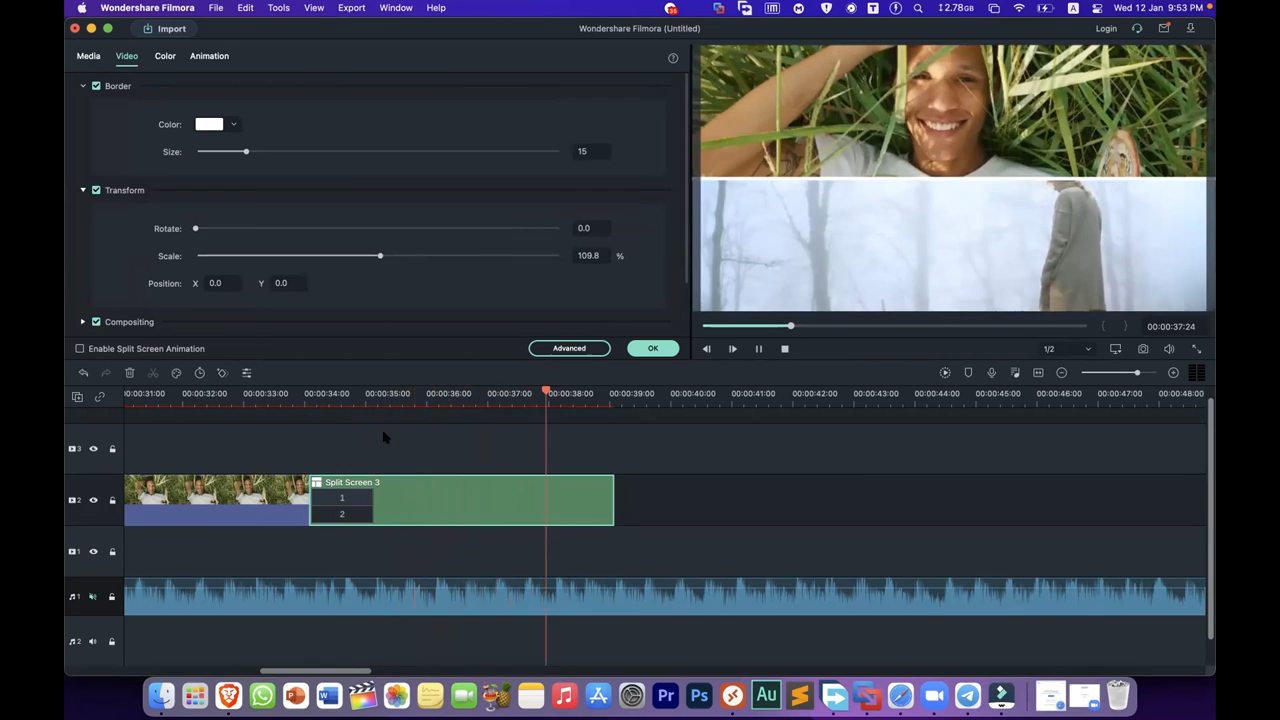 Wondershare Filmora File Edit Tools View Export Window Help 2.78GB A Wed 12 Jan 9:53 PM
Import Wondershare Filmora (Untitled) Login
Media Video Color Animation
Border
Color:
Size: 15
Transform
Rotate: 0.0
Scale: 109.8 %
Position: X 0.0 Y 0.0
Compositing
00:00:37:24
Enable Split Screen Animation Advanced OK 1/2
00:00:31:00 00:00:32:00 00:00:33:00 00:00:34:00 00:00:35:00 00:00:36:00 00:00:37:00 00:00:38:00 00:00:39:00 00:00:40:00 00:00:41:00 00:00:42:00 00:00:43:00 00:00:44:00 00:00:45:00 00:00:46:00 00:00:47:00 00:00:48:00
3
Split Screen 3
1
2
2
1
1
2
Pr Ps Au